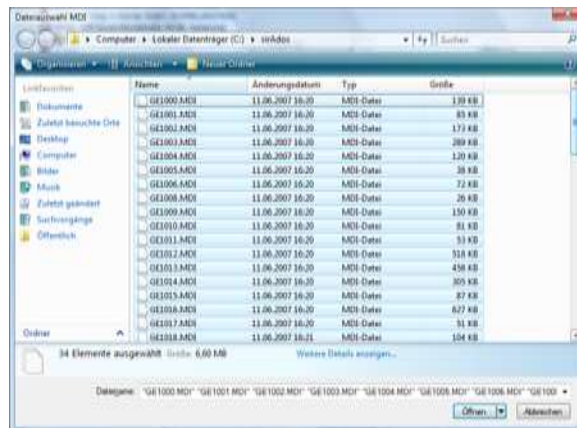 Dateiauswahl MDI
Computer ▸ Lokaler Datenträger (C:) ▸ sirAdos
Suchen
Organisieren Ansichten Neuer Ordner
Linkfavoriten
Dokumente
Zuletzt besuchte Orte
Desktop
Computer
Bilder
Musik
Zuletzt geändert
Suchvorgänge
Öffentlich
Ordner
Name Änderungsdatum Typ Größe
GE1000.MDI 11.06.2007 16:20 MDI-Datei 139 KB
GE1001.MDI 11.06.2007 16:20 MDI-Datei 85 KB
GE1002.MDI 11.06.2007 16:20 MDI-Datei 173 KB
GE1003.MDI 11.06.2007 16:20 MDI-Datei 289 KB
GE1004.MDI 11.06.2007 16:20 MDI-Datei 120 KB
GE1005.MDI 11.06.2007 16:20 MDI-Datei 38 KB
GE1006.MDI 11.06.2007 16:20 MDI-Datei 72 KB
GE1008.MDI 11.06.2007 16:20 MDI-Datei 26 KB
GE1009.MDI 11.06.2007 16:20 MDI-Datei 150 KB
GE1010.MDI 11.06.2007 16:20 MDI-Datei 81 KB
GE1011.MDI 11.06.2007 16:20 MDI-Datei 53 KB
GE1012.MDI 11.06.2007 16:20 MDI-Datei 518 KB
GE1013.MDI 11.06.2007 16:20 MDI-Datei 458 KB
GE1014.MDI 11.06.2007 16:20 MDI-Datei 305 KB
GE1015.MDI 11.06.2007 16:20 MDI-Datei 87 KB
GE1016.MDI 11.06.2007 16:20 MDI-Datei 627 KB
GE1017.MDI 11.06.2007 16:20 MDI-Datei 51 KB
GE1018.MDI 11.06.2007 16:21 MDI-Datei 104 KB
34 Elemente ausgewählt Größe: 6,60 MB Weitere Details anzeigen...
Dateiname: "GE1000.MDI" "GE1001.MDI" "GE1002.MDI" "GE1003.MDI" "GE1004.MDI" "GE1005.MDI" "GE1006.MDI" "GE1008
Öffnen Abbrechen